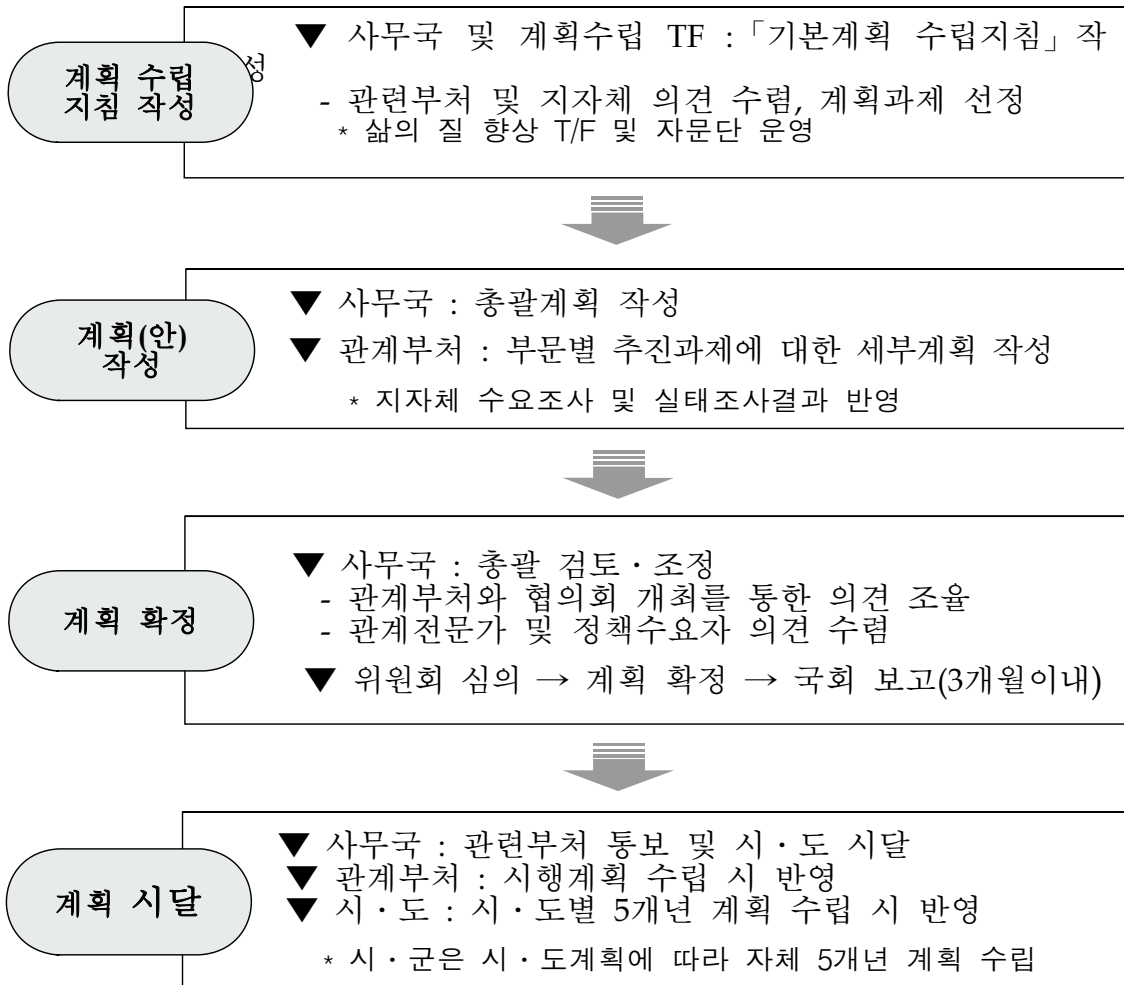 계획 수립
지침 작성
▼ 사무국 및 계획수립 TF :「기본계획 수립지침」작
성
- 관련부처 및 지자체 의견 수렴, 계획과제 선정
* 삶의 질 향상 T/F 및 자문단 운영
계획(안)
작성
▼ 사무국 : 총괄계획 작성
▼ 관계부처 : 부문별 추진과제에 대한 세부계획 작성
* 지자체 수요조사 및 실태조사결과 반영
계획 확정
▼ 사무국 : 총괄 검토·조정
- 관계부처와 협의회 개최를 통한 의견 조율
- 관계전문가 및 정책수요자 의견 수렴
▼ 위원회 심의 → 계획 확정 → 국회 보고(3개월이내)
계획 시달
▼ 사무국 : 관련부처 통보 및 시·도 시달
▼ 관계부처 : 시행계획 수립 시 반영
▼ 시·도 : 시·도별 5개년 계획 수립 시 반영
* 시·군은 시·도계획에 따라 자체 5개년 계획 수립